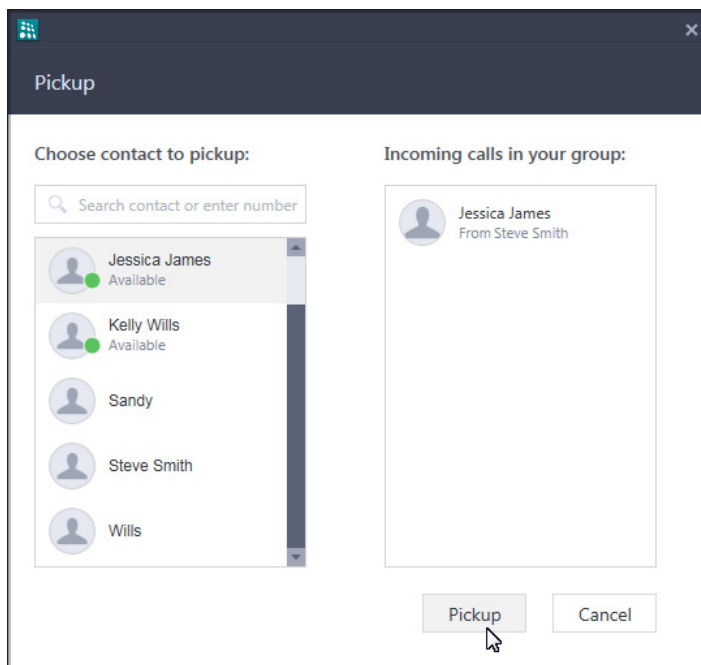 Pickup
Choose contact to pickup:
Search contact or enter number
Jessica James
Available
Kelly Wills
Available
Sandy
Steve Smith
Wills
Incoming calls in your group:
Jessica James
From Steve Smith
Pickup
Cancel